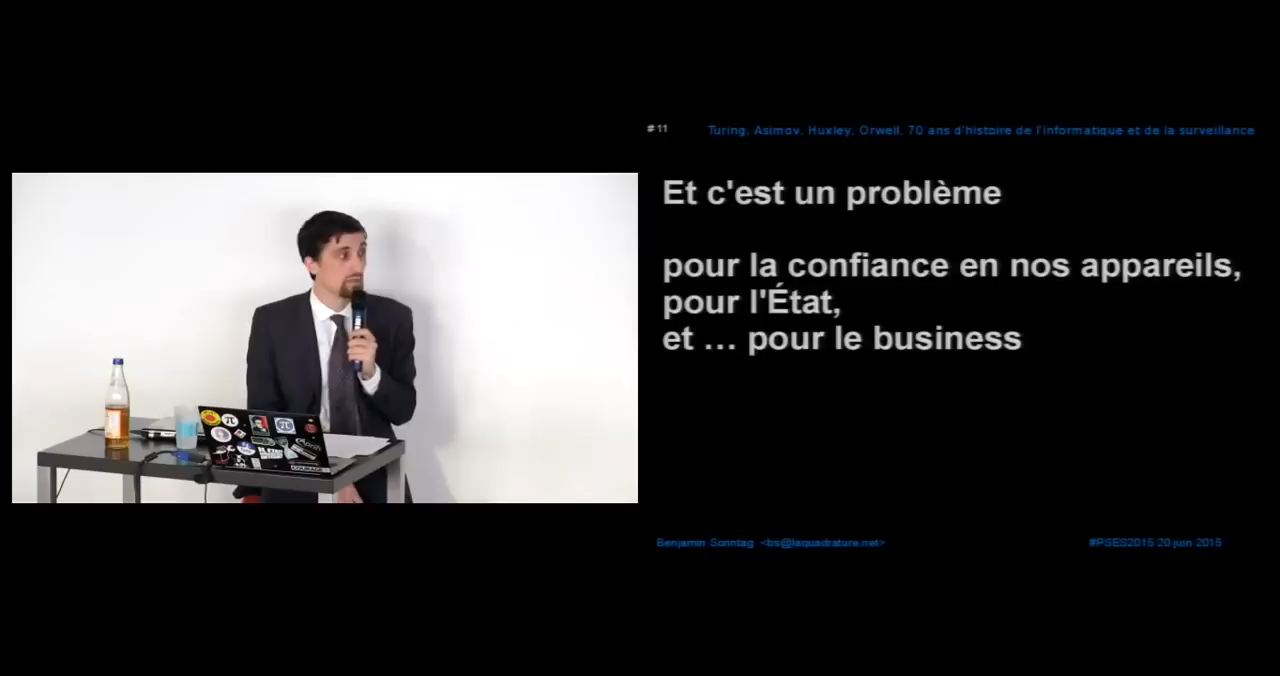 #11
Turing, Asimov, Huxley, Orwell, 70 ans d'histoire de l'informatique et de la surveillance
Et c'est un problème
pour la confiance en nos appareils,
pour l'État,
et ... pour le business
π
COURAGE
Benjamin Sonntag <bs@laquadrature.net>
#PSES2015 20 juin 2015